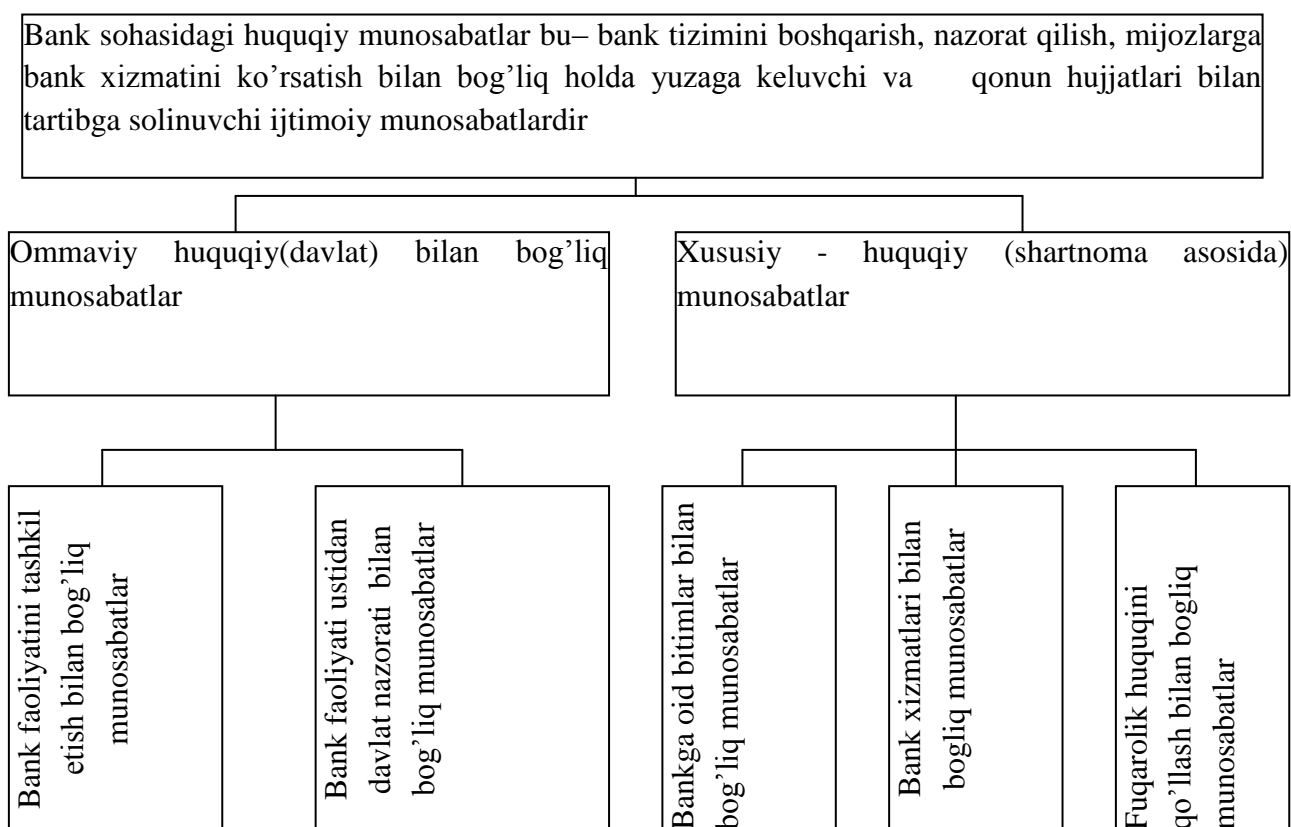 Bank sohasidagi huquqiy munosabatlar bu– bank tizimini boshqarish, nazorat qilish, mijozlarga
bank xizmatini ko’rsatish bilan bog’liq holda yuzaga keluvchi va qonun hujjatlari bilan
tartibga solinuvchi ijtimoiy munosabatlardir
Ommaviy huquqiy(davlat) bilan bog’liq
munosabatlar
Xususiy - huquqiy (shartnoma asosida)
munosabatlar
Bank faoliyatini tashkil
etish bilan bog’liq
munosabatlar
Bank faoliyati ustidan
davlat nazorati bilan
bog’liq munosabatlar
Bankga oid bitimlar bilan
bog’liq munosabatlar
Bank xizmatlari bilan
bogliq munosabatlar
Fuqarolik huquqini
qo’llash bilan bogliq
munosabatlar